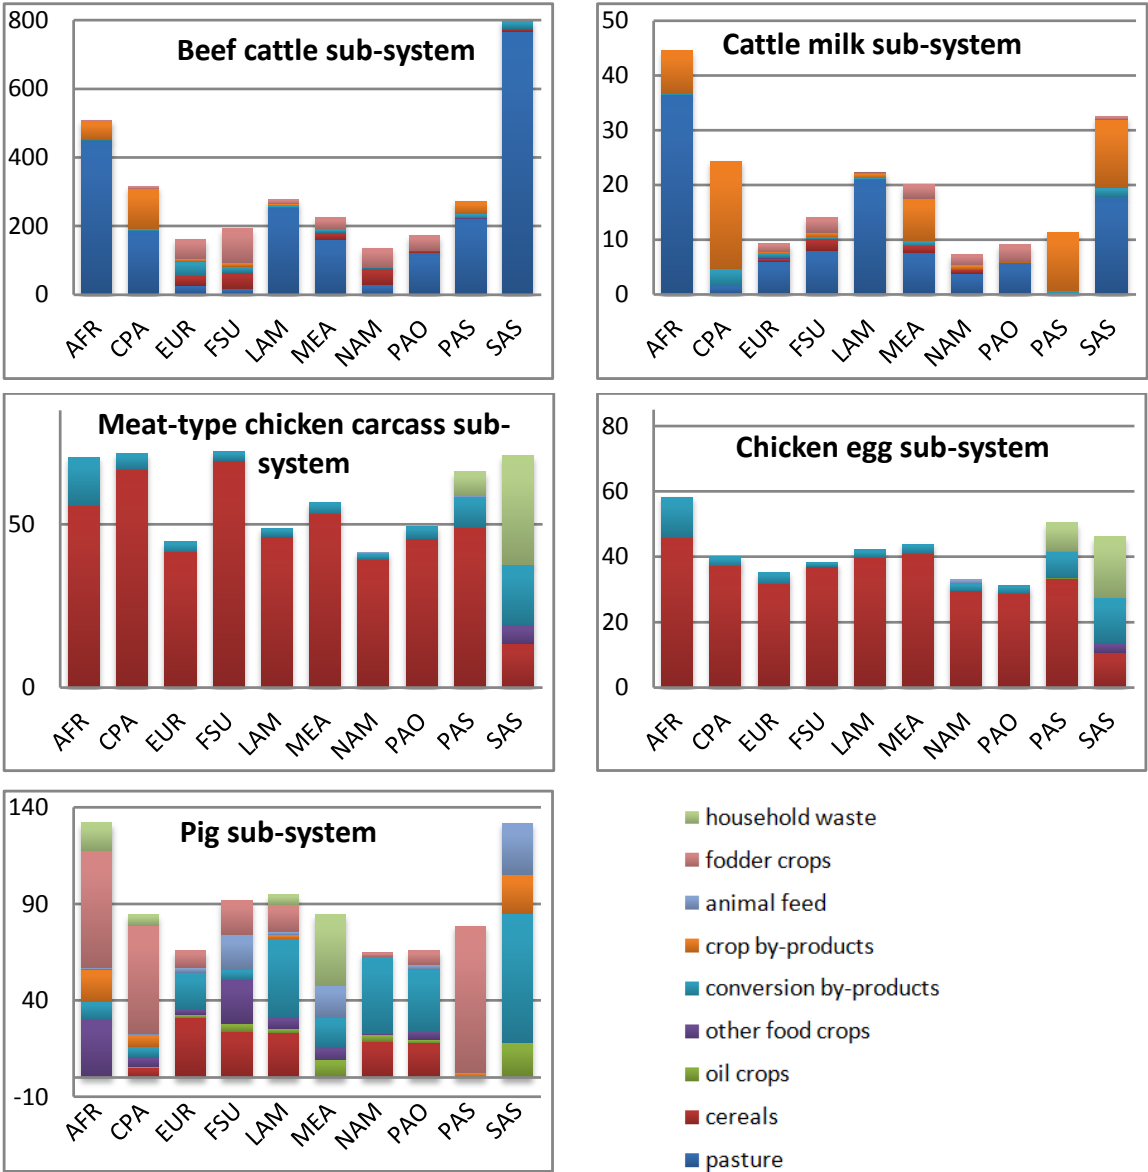 Beef cattle sub-system
800
600
400
200
0
AFR CPA EUR FSU LAM MEA NAM PAO PAS SAS
Cattle milk sub-system
50
40
30
20
10
0
AFR CPA EUR FSU LAM MEA NAM PAO PAS SAS
Meat-type chicken carcass sub-
system
50
0
AFR CPA EUR FSU LAM MEA NAM PAO PAS SAS
Chicken egg sub-system
80
60
40
20
0
AFR CPA EUR FSU LAM MEA NAM PAO PAS SAS
Pig sub-system
140
90
40
-10
AFR CPA EUR FSU LAM MEA NAM PAO PAS SAS
household waste
fodder crops
animal feed
crop by-products
conversion by-products
other food crops
oil crops
cereals
pasture